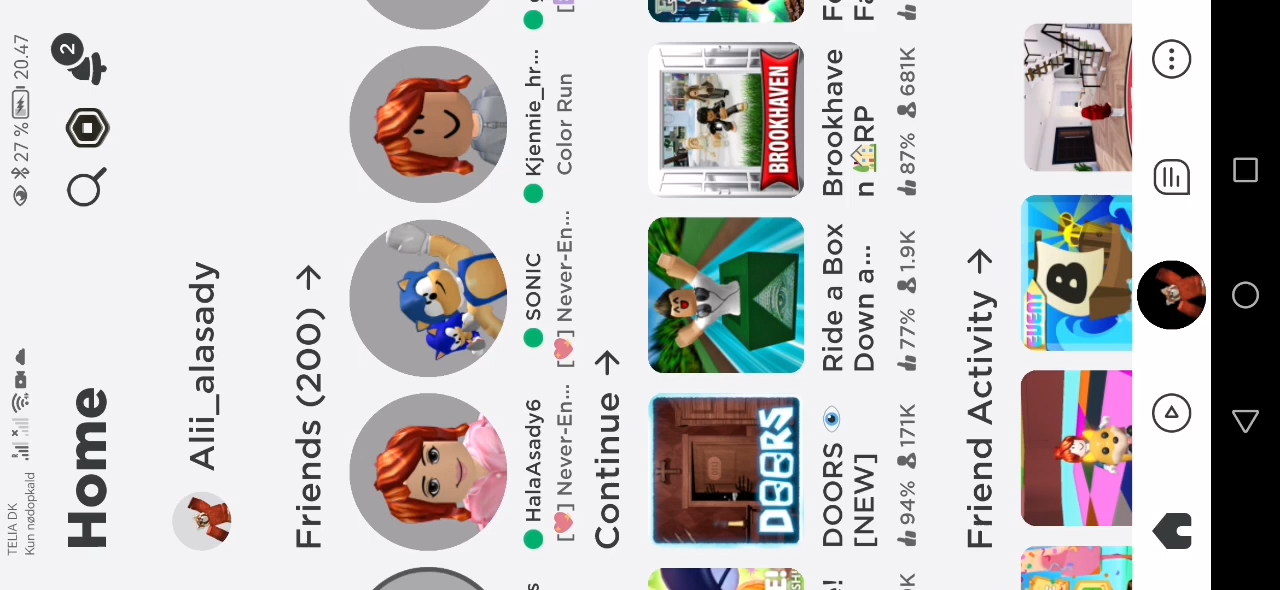 TELIA DK
Kun nødopkald
27 % 20.47
Home
2
Alii_alasady
Friends (200) →
HalaAsady6
SONIC
Kjennie_hr...
[💖] Never-En...
[💖] Never-En...
Color Run
Continue →
DOORS
BROOKHAVEN
DOORS 👁️
[NEW]
94% 171K
Ride a Box
Down a...
77% 1.9K
Brookhave
n 🏡RP
87% 681K
Friend Activity →
EVENT
B